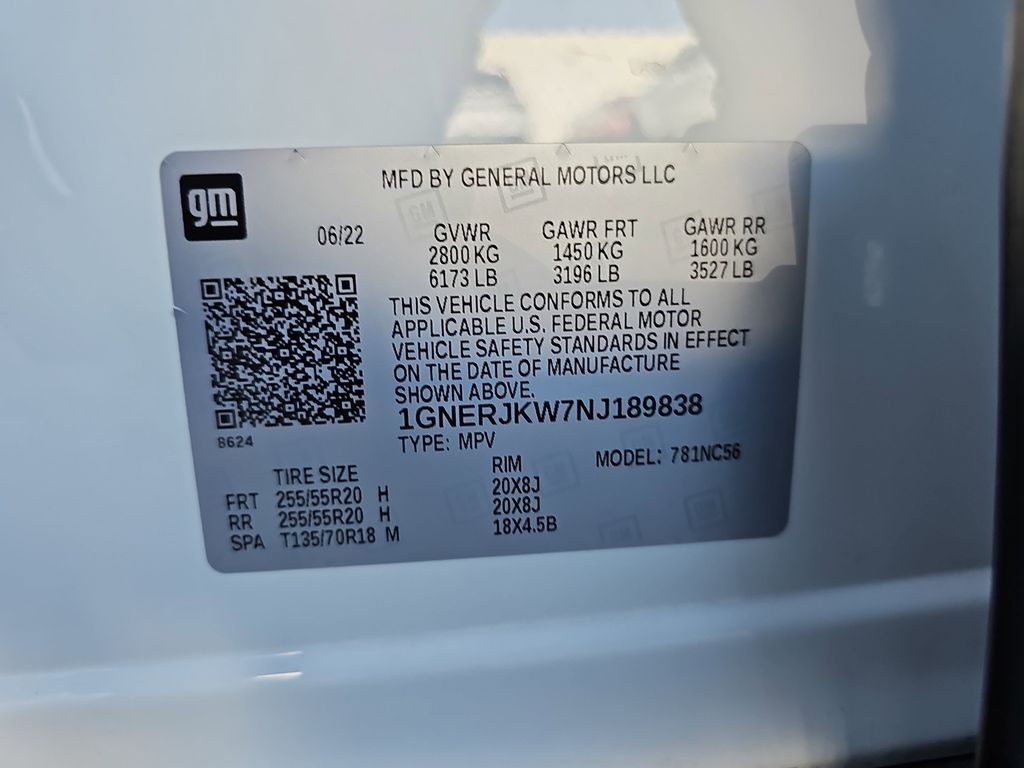 gm
MFD BY GENERAL MOTORS LLC
06/22
GVWR GAWR FRT GAWR RR
2800 KG 1450 KG 1600 KG
6173 LB 3196 LB 3527 LB
THIS VEHICLE CONFORMS TO ALL
APPLICABLE U.S. FEDERAL MOTOR
VEHICLE SAFETY STANDARDS IN EFFECT
ON THE DATE OF MANUFACTURE
SHOWN ABOVE.
1GNERJKW7NJ189838
8624
TYPE: MPV
MODEL: 781NC56
TIRE SIZE RIM
FRT 255/55R20 H 20X8J
RR 255/55R20 H 20X8J
SPA T135/70R18 M 18X4.5B